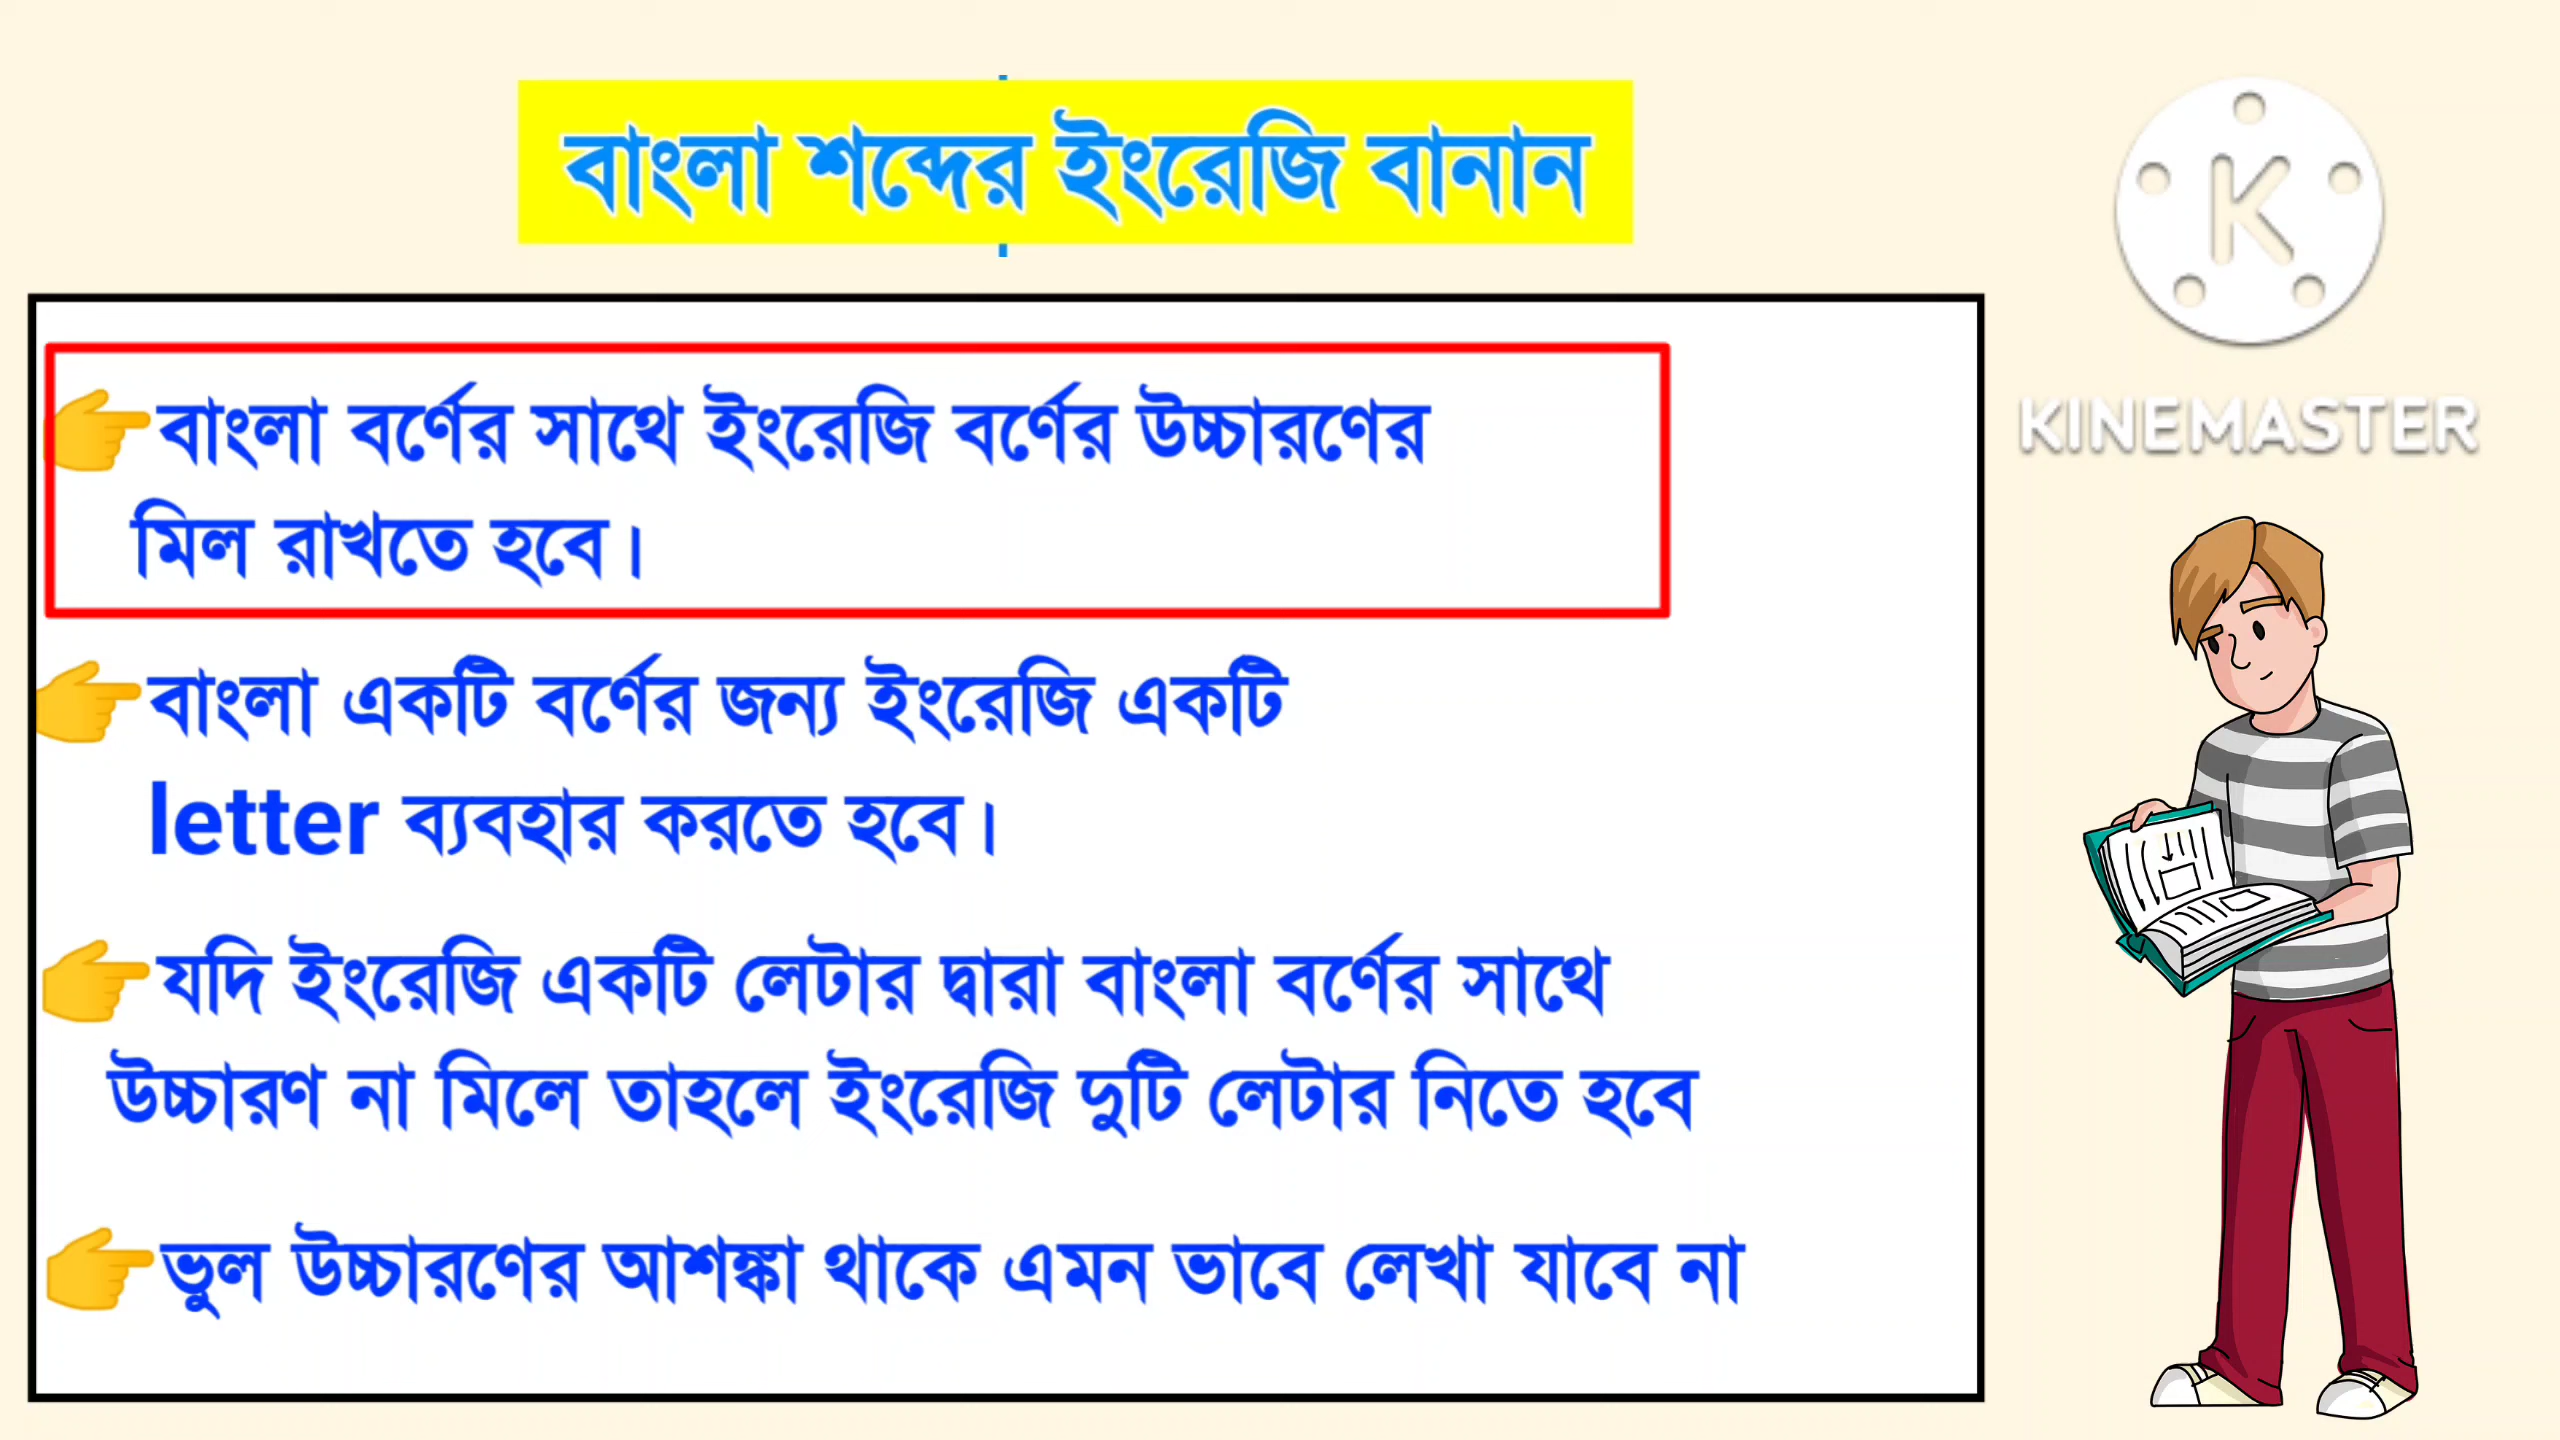 বাংলা শব্দের ইংরেজি বানান
K
KINEMASTER
👉বাংলা বর্ণের সাথে ইংরেজি বর্ণের উচ্চারণের
মিল রাখতে হবে।
👉বাংলা একটি বর্ণের জন্য ইংরেজি একটি
letter ব্যবহার করতে হবে।
👉যদি ইংরেজি একটি লেটার দ্বারা বাংলা বর্ণের সাথে
উচ্চারণ না মিলে তাহলে ইংরেজি দুটি লেটার নিতে হবে
👉ভুল উচ্চারণের আশঙ্কা থাকে এমন ভাবে লেখা যাবে না